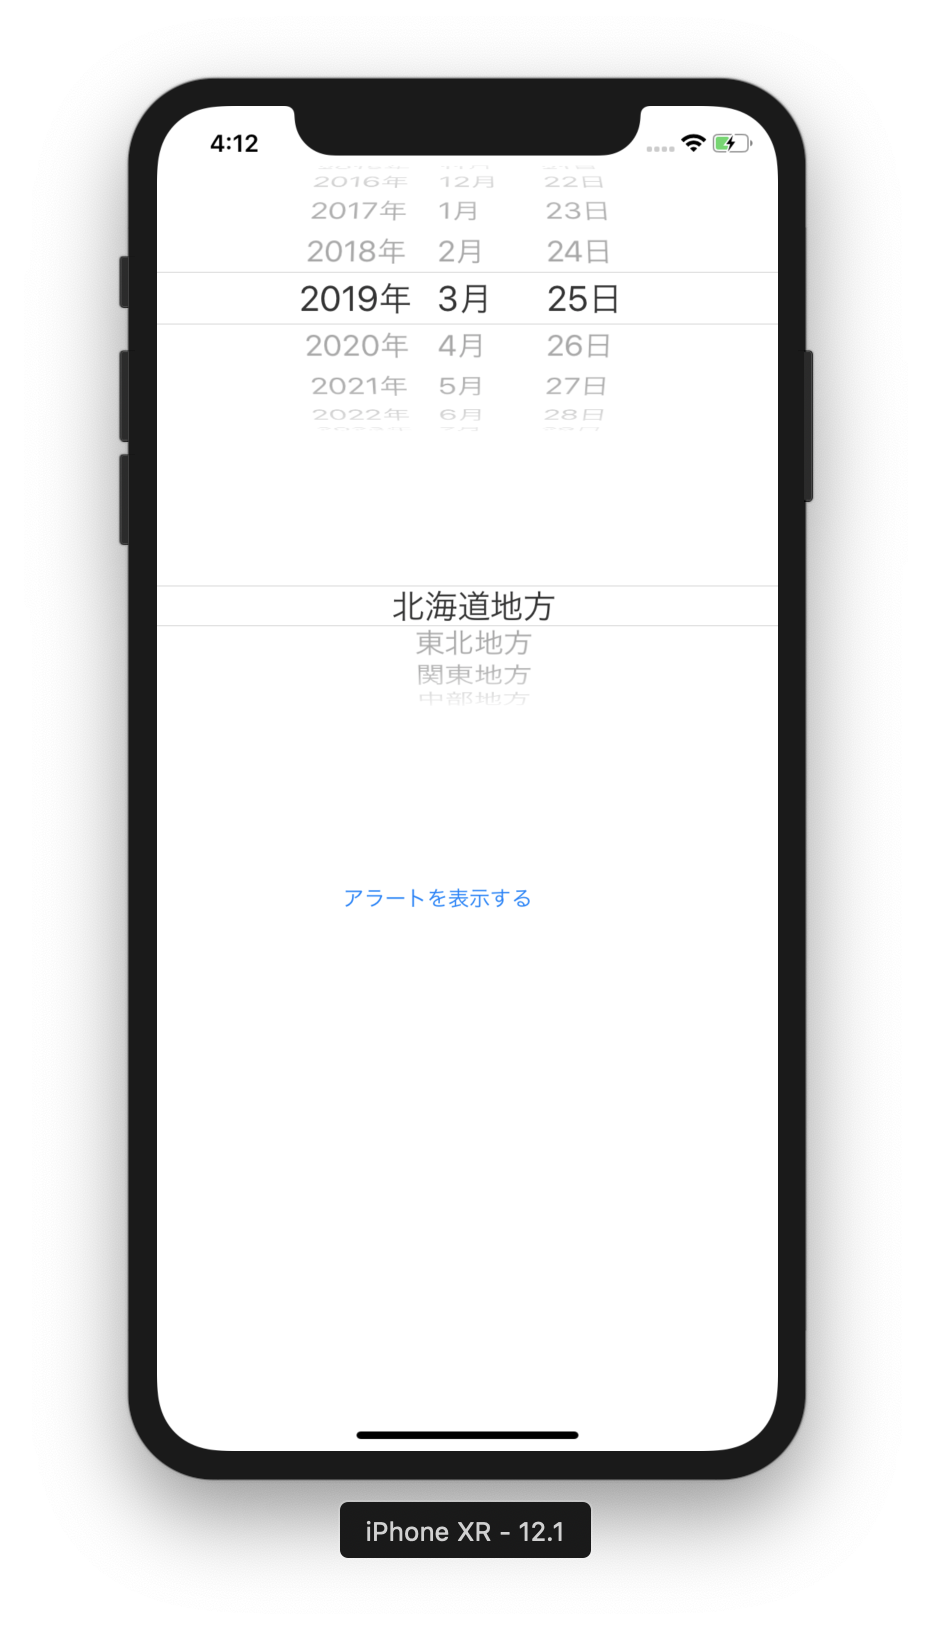 4:12
2016年 12月 22日
2017年 1月 23日
2018年 2月 24日
2019年 3月 25日
2020年 4月 26日
2021年 5月 27日
2022年 6月 28日
北海道地方
東北地方
関東地方
中部地方
アラートを表示する
iPhone XR - 12.1